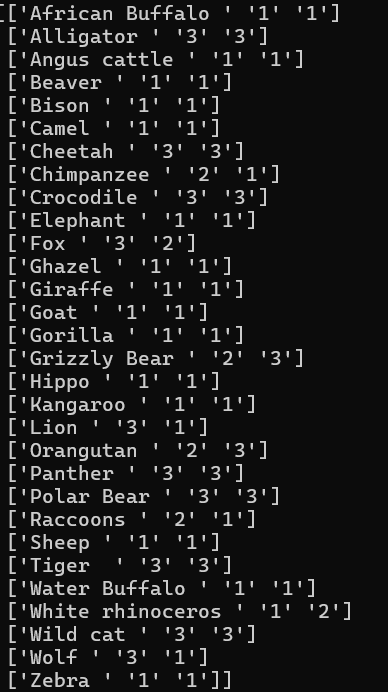 [['African Buffalo ' '1' '1']
['Alligator ' '3' '3']
['Angus cattle ' '1' '1']
['Beaver ' '1' '1']
['Bison ' '1' '1']
['Camel ' '1' '1']
['Cheetah ' '3' '3']
['Chimpanzee ' '2' '1']
['Crocodile ' '3' '3']
['Elephant ' '1' '1']
['Fox ' '3' '2']
['Ghazel ' '1' '1']
['Giraffe ' '1' '1']
['Goat ' '1' '1']
['Gorilla ' '1' '1']
['Grizzly Bear ' '2' '3']
['Hippo ' '1' '1']
['Kangaroo ' '1' '1']
['Lion ' '3' '1']
['Orangutan ' '2' '3']
['Panther ' '3' '3']
['Polar Bear ' '3' '3']
['Raccoons ' '2' '1']
['Sheep ' '1' '1']
['Tiger  ' '3' '3']
['Water Buffalo ' '1' '1']
['White rhinoceros ' '1' '2']
['Wild cat ' '3' '3']
['Wolf ' '3' '1']
['Zebra ' '1' '1']]